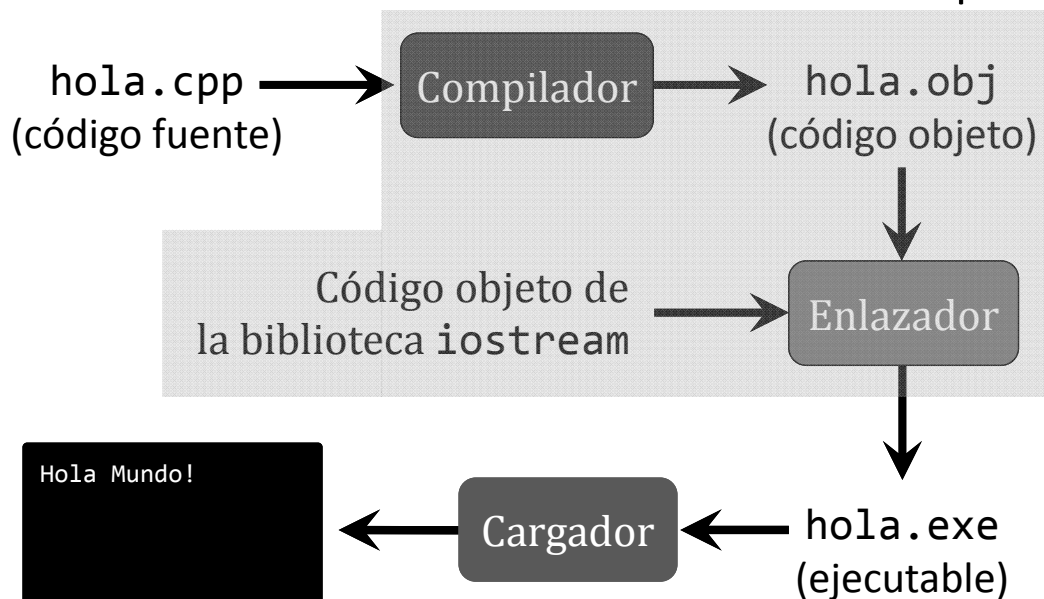 hola.cpp
(código fuente)
Compilador
hola.obj
(código objeto)
Código objeto de
la biblioteca iostream
Enlazador
hola.exe
(ejecutable)
Cargador
Hola Mundo!